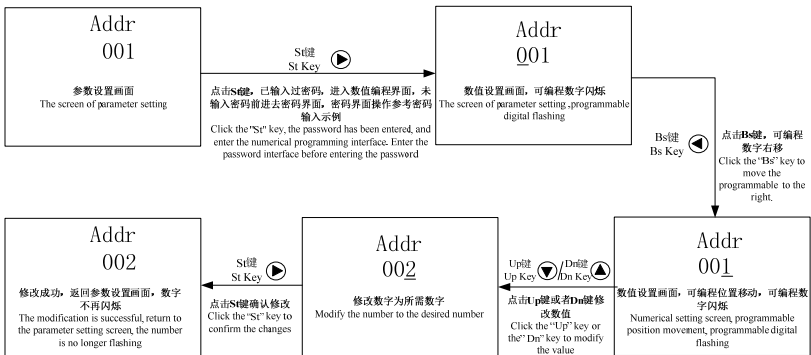 Addr
001
参数设置画面
The screen of parameter setting
St键
St Key
点击St键，已输入过密码，进入数值编程界面，未
输入密码前进去密码界面，密码界面操作参考密码
输入示例
Click the "St" key, the password has been entered, and
enter the numerical programming interface. Enter the
password interface before entering the password
Addr
001
数值设置画面，可编程数字闪烁
The screen of parameter setting ,programmable
digital flashing
Bs键
Bs Key
点击Bs键，可编程
数字右移
Click the "Bs" key to
move the
programmable to the
right.
Addr
001
数值设置画面，可编程位置移动，可编程数
字闪烁
Numerical setting screen, programmable
position movement, programmable digital
flashing
Up键
Up Key
/
Dn键
Dn Key
点击Up键或者Dn键修
改数值
Click the "Up" key or
the" Dn" key to modify
the value
Addr
002
修改数字为所需数字
Modify the number to the desired number
St键
St Key
点击St键确认修改
Click the "St" key to
confirm the changes
Addr
002
修改成功，返回参数设置画面，数字
不再闪烁
The modification is successful, return to
the parameter setting screen, the number
is no longer flashing